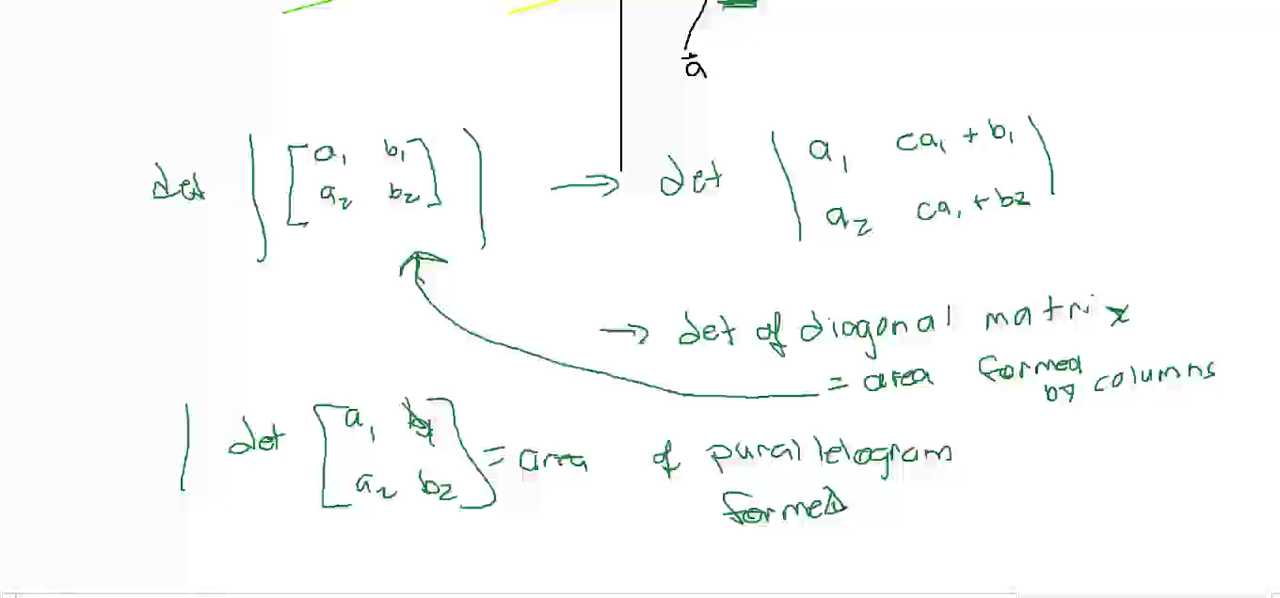 a
det | [ a₁ b₁ a₂ b₂ ] | → det | a₁ ca₁ + b₁ |
a₂ ca₁ + b₂
→ det of diagonal matrix
= area formed by columns
| det [ a₁ b₁ a₂ b₂ ] = area of parallelogram
formed